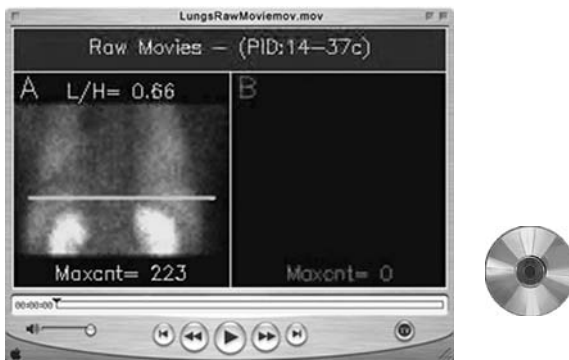 LungsRawMoviemov.mov
Raw Movies – (PID:14–37c)
A L/H= 0.66
B
Maxcnt= 223
Maxcnt= 0
00:00:00